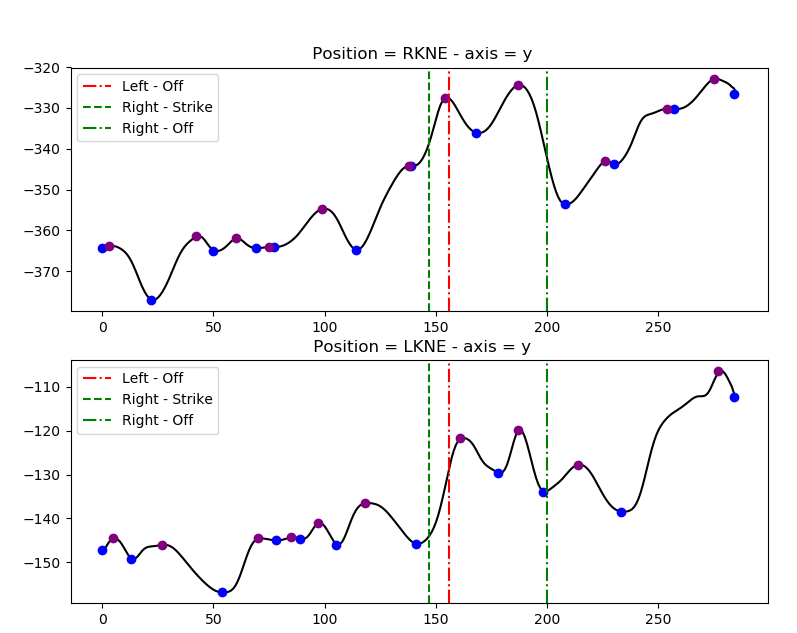 Position = RKNE - axis = y
−320
−330
−340
−350
−360
−370
Left - Off
Right - Strike
Right - Off
0 50 100 150 200 250
Position = LKNE - axis = y
−110
−120
−130
−140
−150
Left - Off
Right - Strike
Right - Off
0 50 100 150 200 250